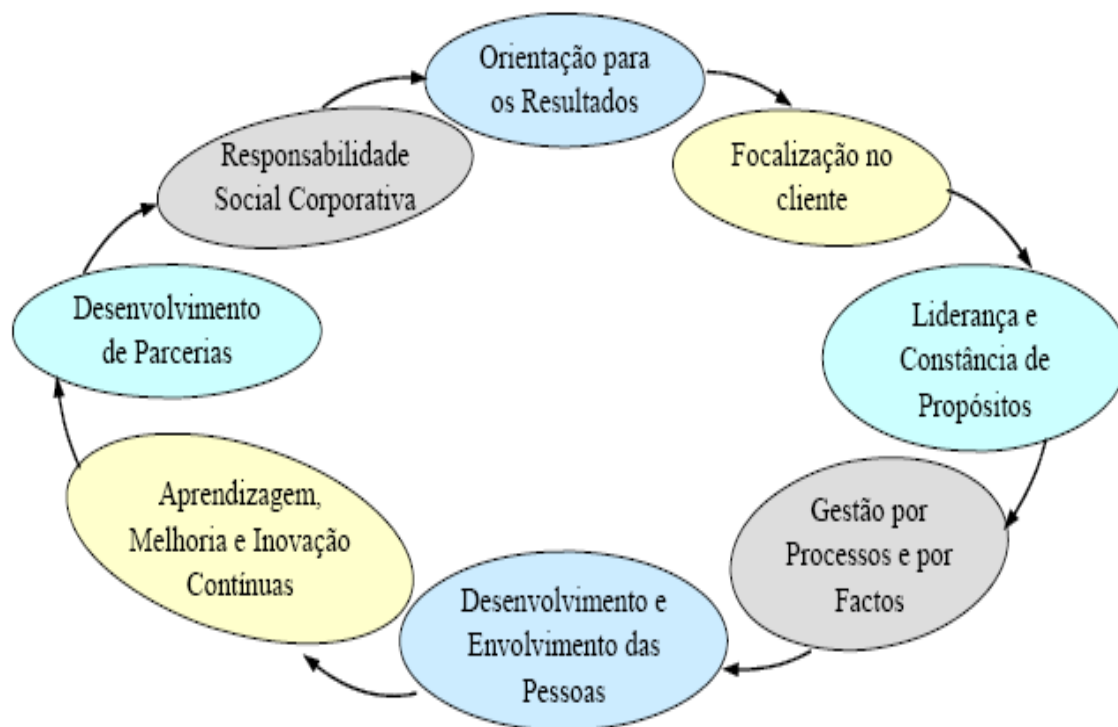 Orientação para
os Resultados
Focalização no
cliente
Liderança e
Constância de
Propósitos
Gestão por
Processos e por
Factos
Desenvolvimento e
Envolvimento das
Pessoas
Aprendizagem,
Melhoria e Inovação
Contínuas
Desenvolvimento
de Parcerias
Responsabilidade
Social Corporativa